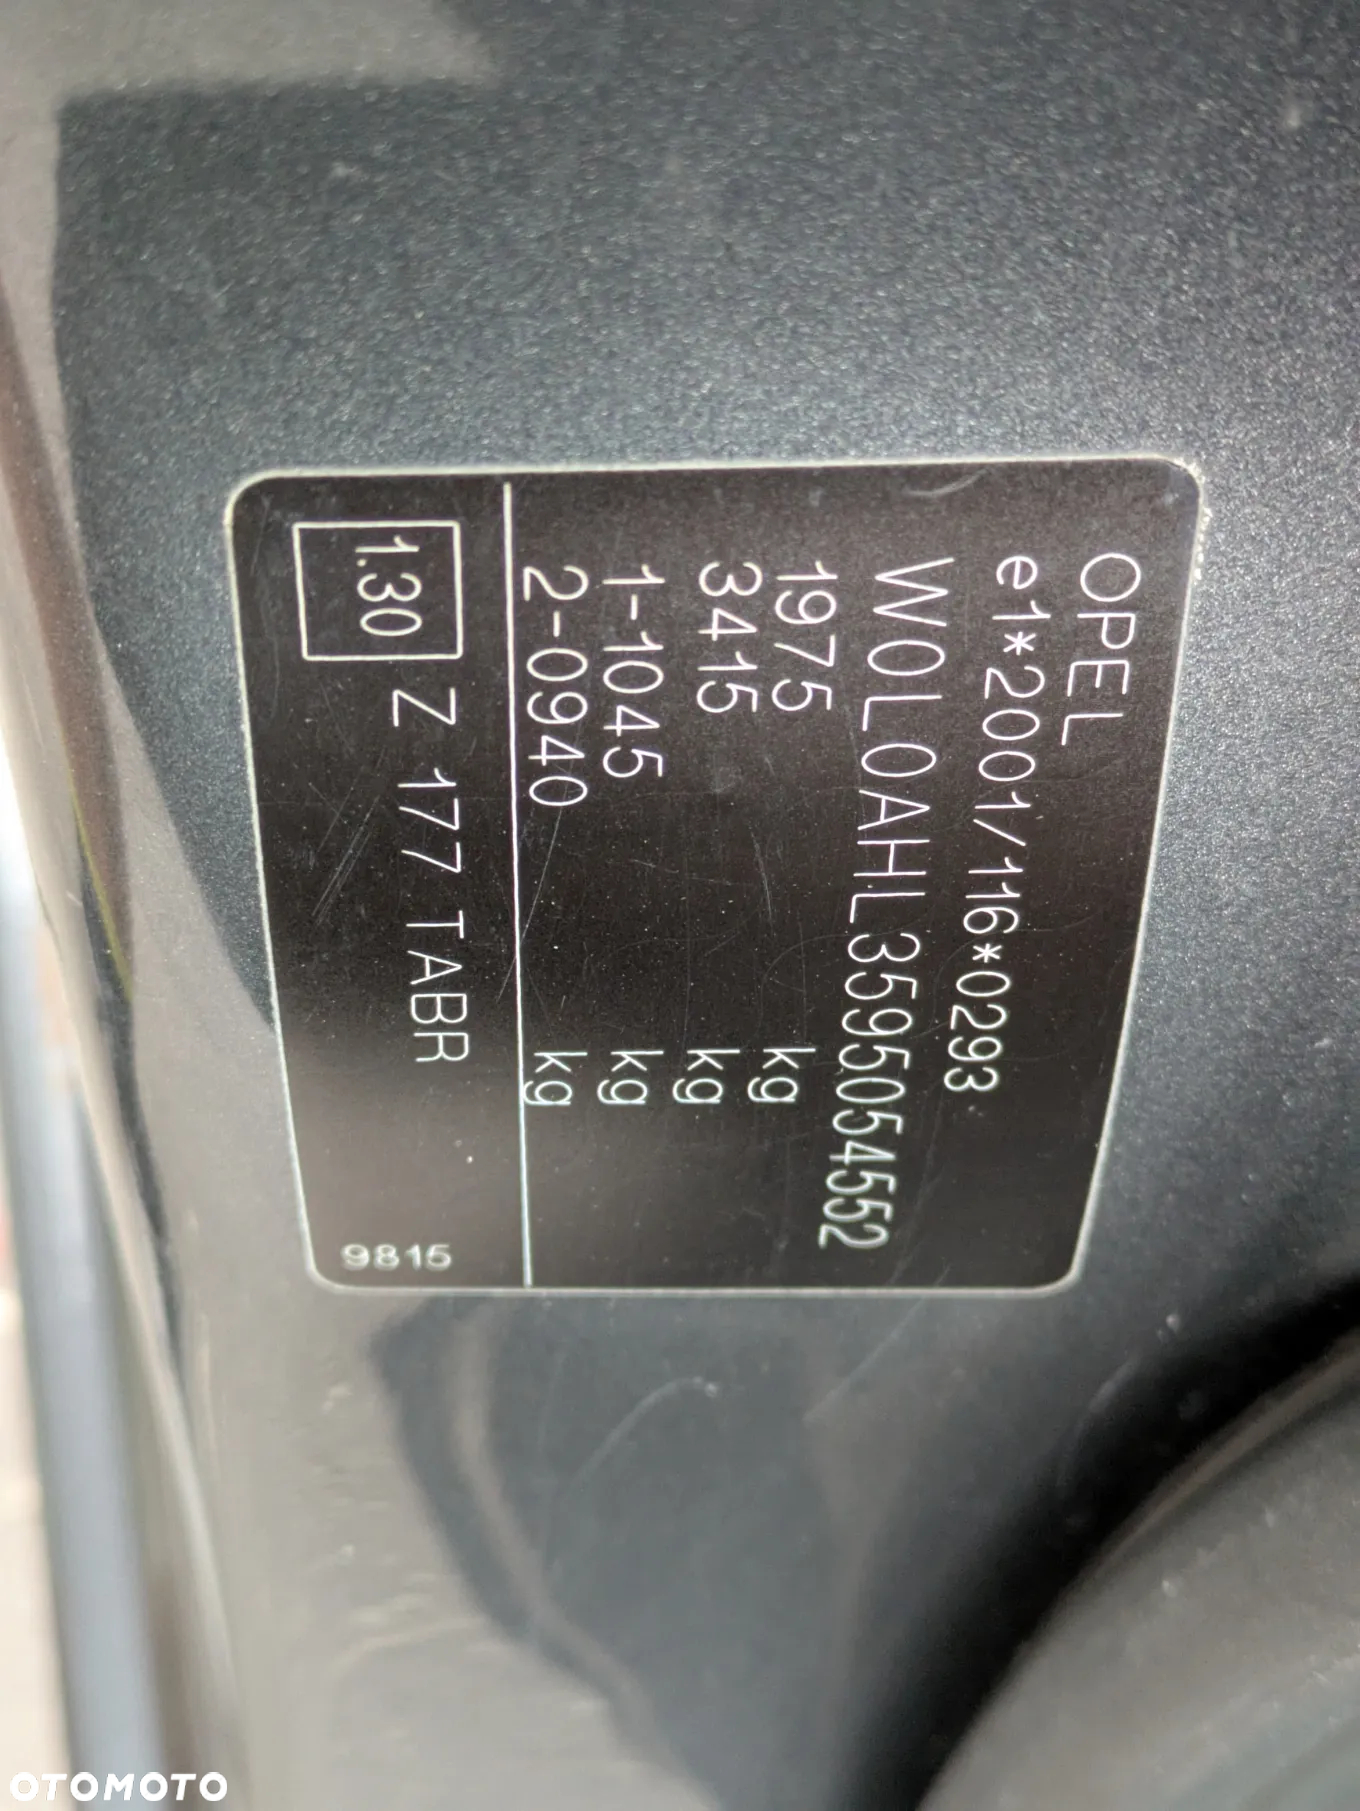 OPEL
e1*2001/116*0293
W0L0AHL3595054552
1975 kg
3415 kg
1-1045 kg
2-0940 kg
1.30 Z 177 TABR
9815
OTOMOTO